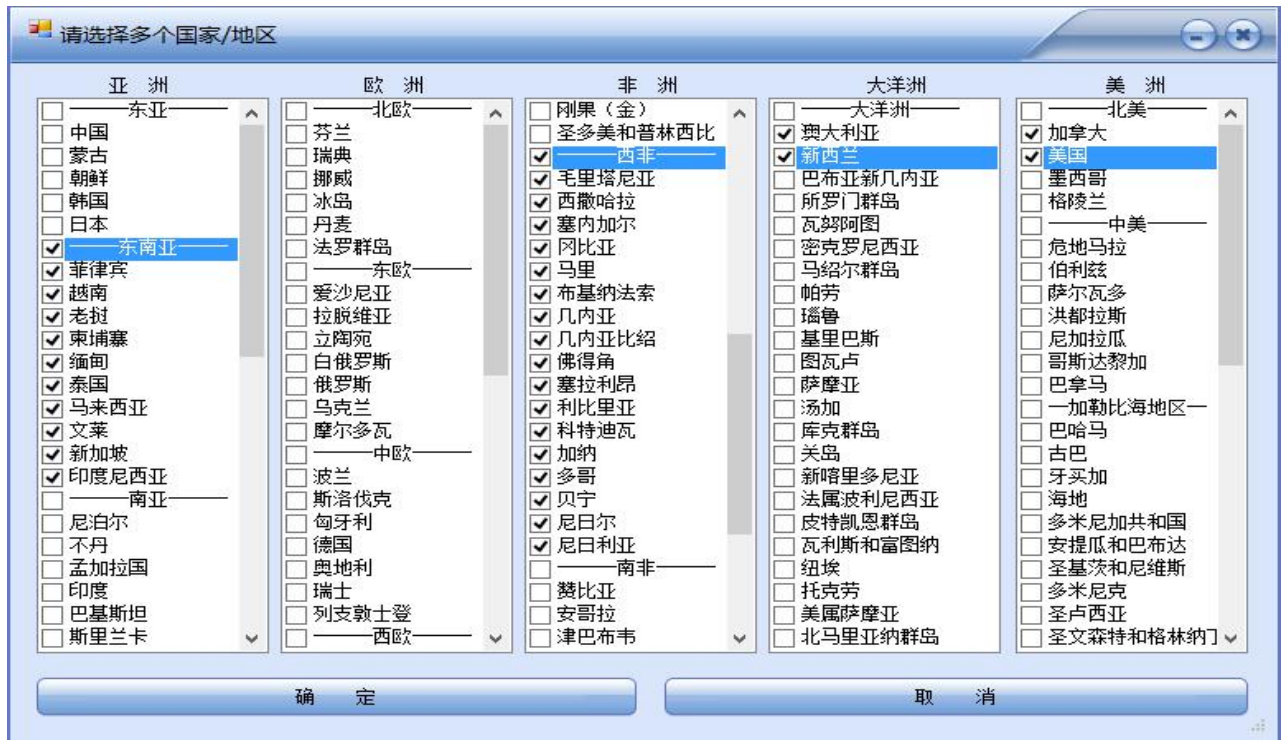 请选择多个国家/地区
亚 洲
———东亚———
中国
蒙古
朝鲜
韩国
日本
———东南亚———
菲律宾
越南
老挝
柬埔寨
缅甸
泰国
马来西亚
文莱
新加坡
印度尼西亚
———南亚———
尼泊尔
不丹
孟加拉国
印度
巴基斯坦
斯里兰卡
欧 洲
———北欧———
芬兰
瑞典
挪威
冰岛
丹麦
法罗群岛
———东欧———
爱沙尼亚
拉脱维亚
立陶宛
白俄罗斯
俄罗斯
乌克兰
摩尔多瓦
———中欧———
波兰
斯洛伐克
匈牙利
德国
奥地利
瑞士
列支敦士登
———西欧———
非 洲
刚果（金）
圣多美和普林西比
———西非———
毛里塔尼亚
西撒哈拉
塞内加尔
冈比亚
马里
布基纳法索
几内亚
几内亚比绍
佛得角
塞拉利昂
利比里亚
科特迪瓦
加纳
多哥
贝宁
尼日尔
尼日利亚
———南非———
赞比亚
安哥拉
津巴布韦
大洋洲
———大洋洲———
澳大利亚
新西兰
巴布亚新几内亚
所罗门群岛
瓦努阿图
密克罗尼西亚
马绍尔群岛
帕劳
瑙鲁
基里巴斯
图瓦卢
萨摩亚
汤加
库克群岛
关岛
新喀里多尼亚
法属波利尼西亚
皮特凯恩群岛
瓦利斯和富图纳
纽埃
托克劳
美属萨摩亚
北马里亚纳群岛
美 洲
———北美———
加拿大
美国
墨西哥
格陵兰
———中美———
危地马拉
伯利兹
萨尔瓦多
洪都拉斯
尼加拉瓜
哥斯达黎加
巴拿马
—加勒比海地区—
巴哈马
古巴
牙买加
海地
多米尼加共和国
安提瓜和巴布达
圣基茨和尼维斯
多米尼克
圣卢西亚
圣文森特和格林纳丁
确 定
取 消